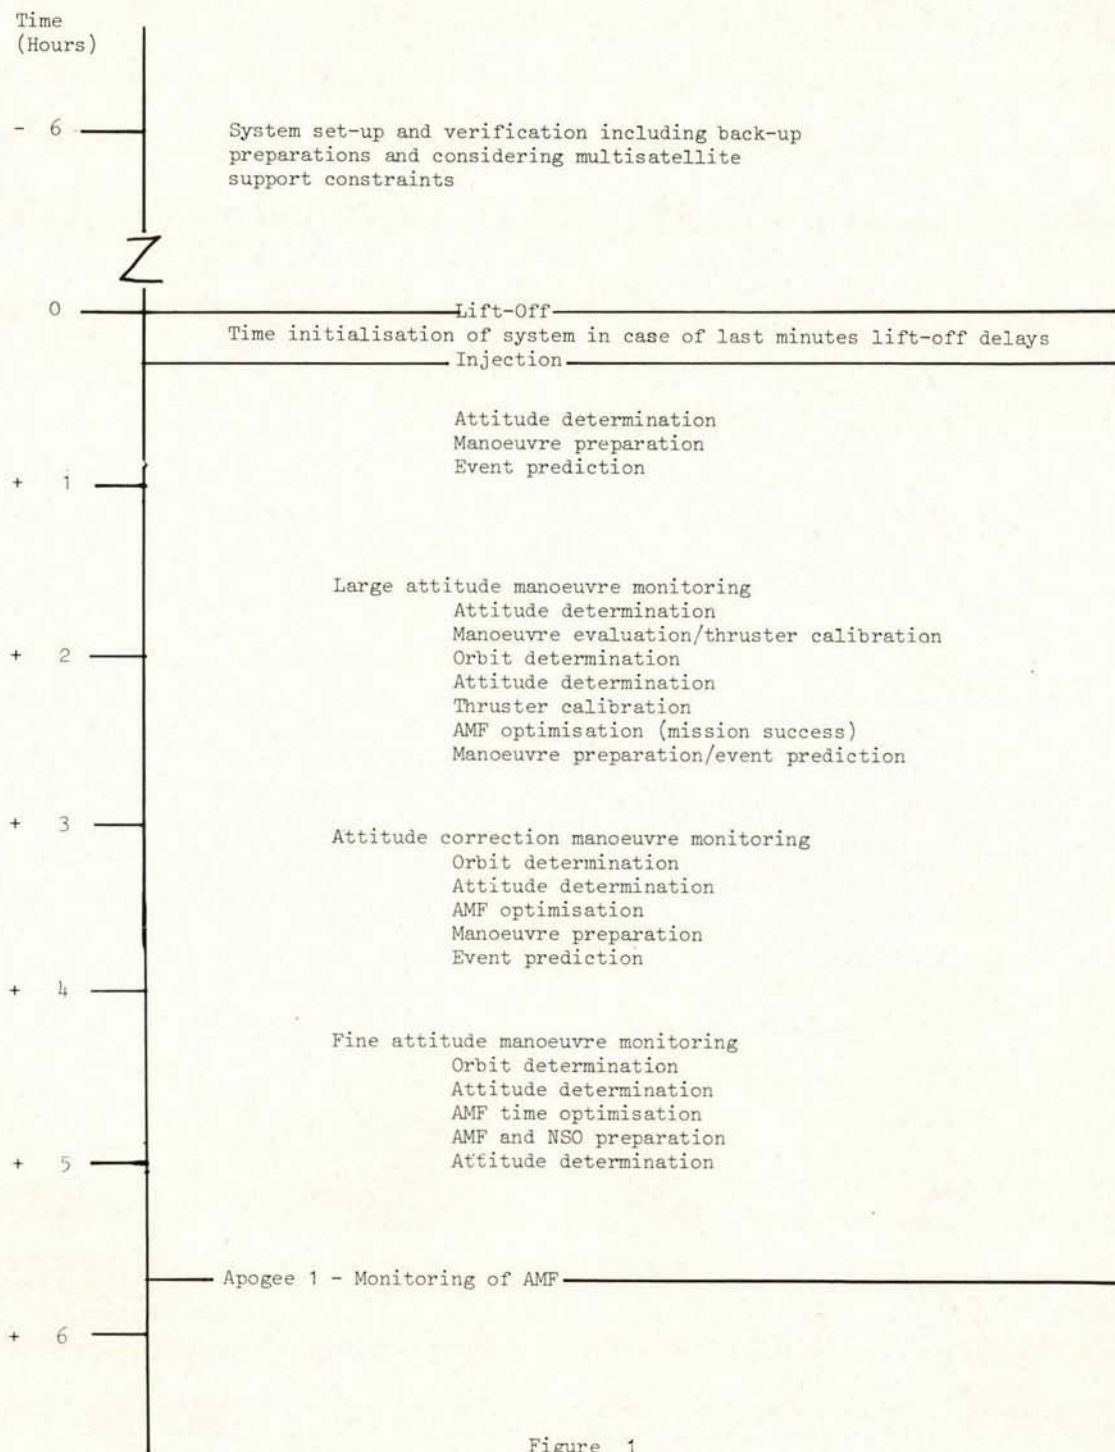 Time
(Hours)
- 6
System set-up and verification including back-up
preparations and considering multisatellite
support constraints
0
Lift-Off
Time initialisation of system in case of last minutes lift-off delays
Injection
Attitude determination
Manoeuvre preparation
Event prediction
+ 1
Large attitude manoeuvre monitoring
Attitude determination
Manoeuvre evaluation/thruster calibration
+ 2
Orbit determination
Attitude determination
Thruster calibration
AMF optimisation (mission success)
Manoeuvre preparation/event prediction
+ 3
Attitude correction manoeuvre monitoring
Orbit determination
Attitude determination
AMF optimisation
Manoeuvre preparation
Event prediction
+ 4
Fine attitude manoeuvre monitoring
Orbit determination
Attitude determination
AMF time optimisation
AMF and NSO preparation
+ 5
Attitude determination
Apogee 1 - Monitoring of AMF
+ 6
Figure 1